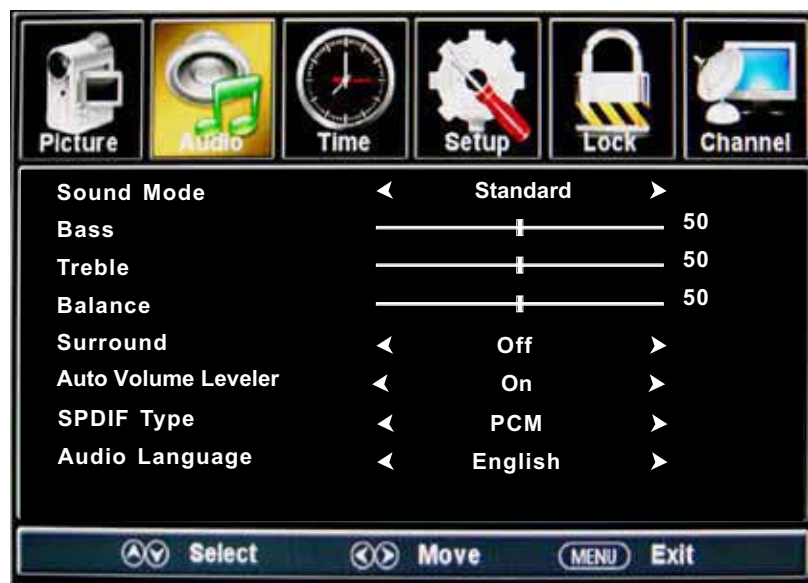 Picture Audio Time Setup Lock Channel
Sound Mode Standard
Bass 50
Treble 50
Balance 50
Surround Off
Auto Volume Leveler On
SPDIF Type PCM
Audio Language English
Select Move MENU Exit